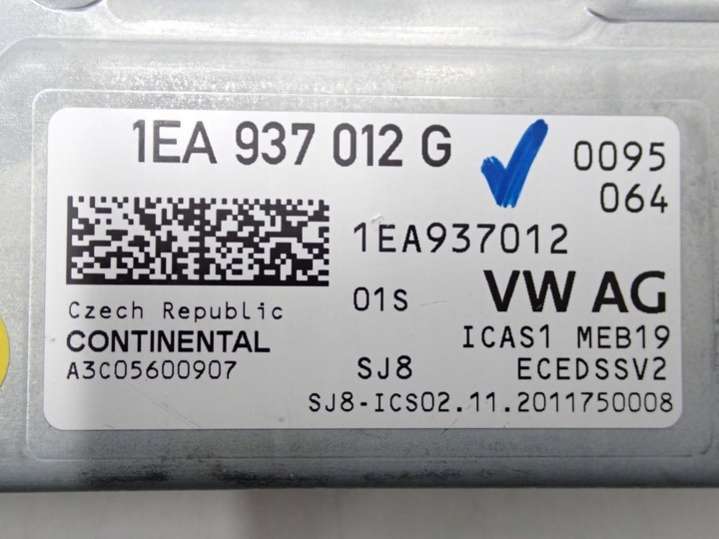 1EA 937 012 G
0095
064
1EA937012
01S
VW AG
Czech Republic
CONTINENTAL
ICAS1 MEB19
A3C05600907
SJ8
ECEDSSV2
SJ8-ICS02.11.2011750008